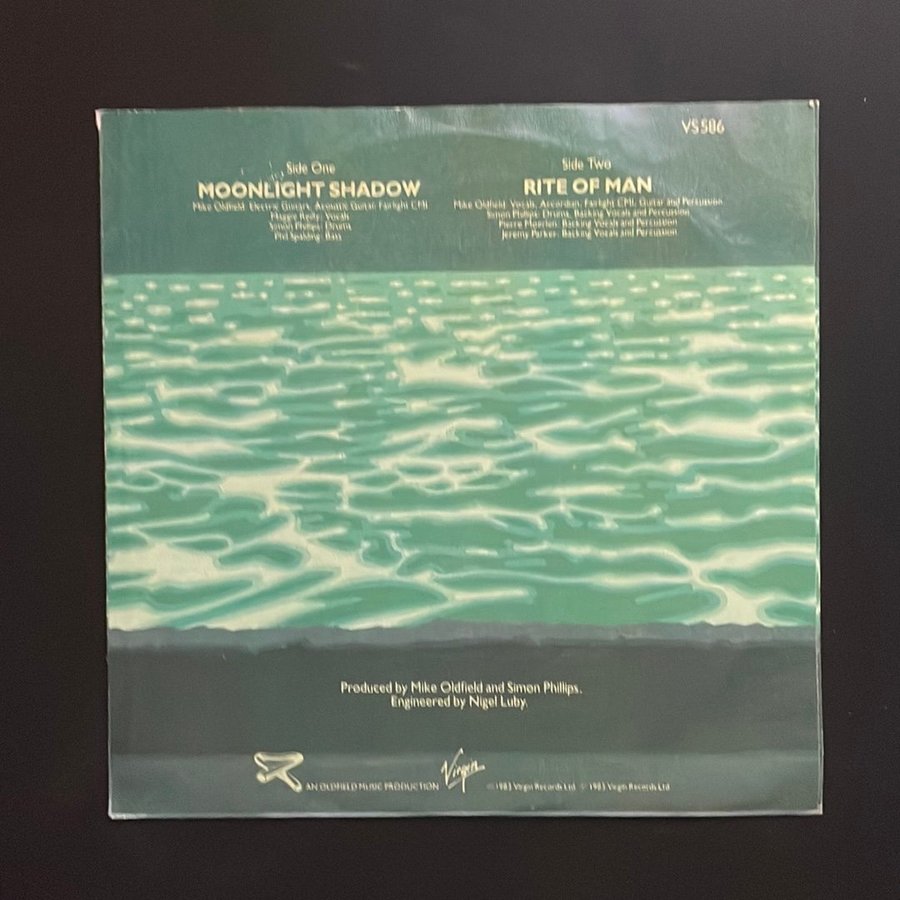 VS 586
Side One
MOONLIGHT SHADOW
Mike Oldfield: Electric Guitars, Acoustic Guitar, Fairlight CMI.
Maggie Reilly: Vocals
Simon Phillips: Drums
Phil Spalding: Bass
Side Two
RITE OF MAN
Mike Oldfield: Vocals, Accordian, Fairlight CMI, Guitar and Percussion
Simon Phillips: Drums, Backing Vocals and Percussion
Pierre Moerlen: Backing Vocals and Percussion
Jeremy Parker: Backing Vocals and Percussion
Produced by Mike Oldfield and Simon Phillips.
Engineered by Nigel Luby.
AN OLDFIELD MUSIC PRODUCTION
Virgin
℗ 1983 Virgin Records Ltd. © 1983 Virgin Records Ltd.